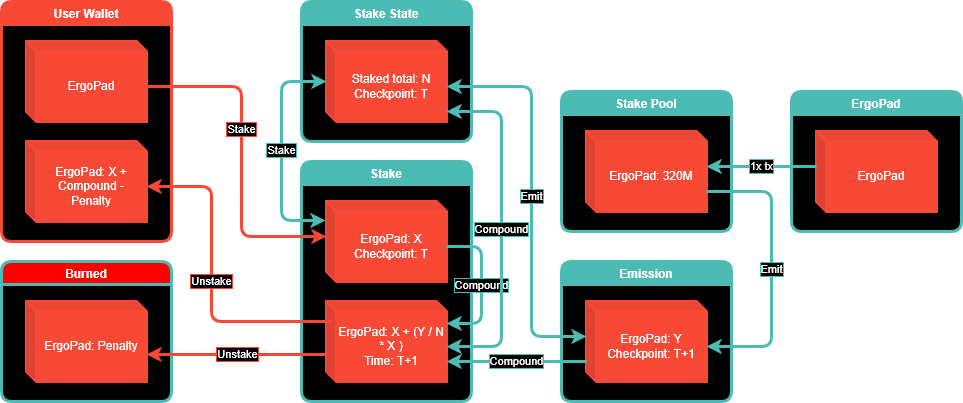 User Wallet
ErgoPad
ErgoPad: X +
Compound -
Penalty
Burned
ErgoPad: Penalty
Stake
Stake
Unstake
Unstake
Stake State
Staked total: N
Checkpoint: T
Stake
ErgoPad: X
Checkpoint: T
ErgoPad: X + (Y / N
* X )
Time: T+1
Compound
Compound
Compound
Emit
Stake Pool
ErgoPad: 320M
Emission
ErgoPad: Y
Checkpoint: T+1
1x tx
Emit
ErgoPad
ErgoPad